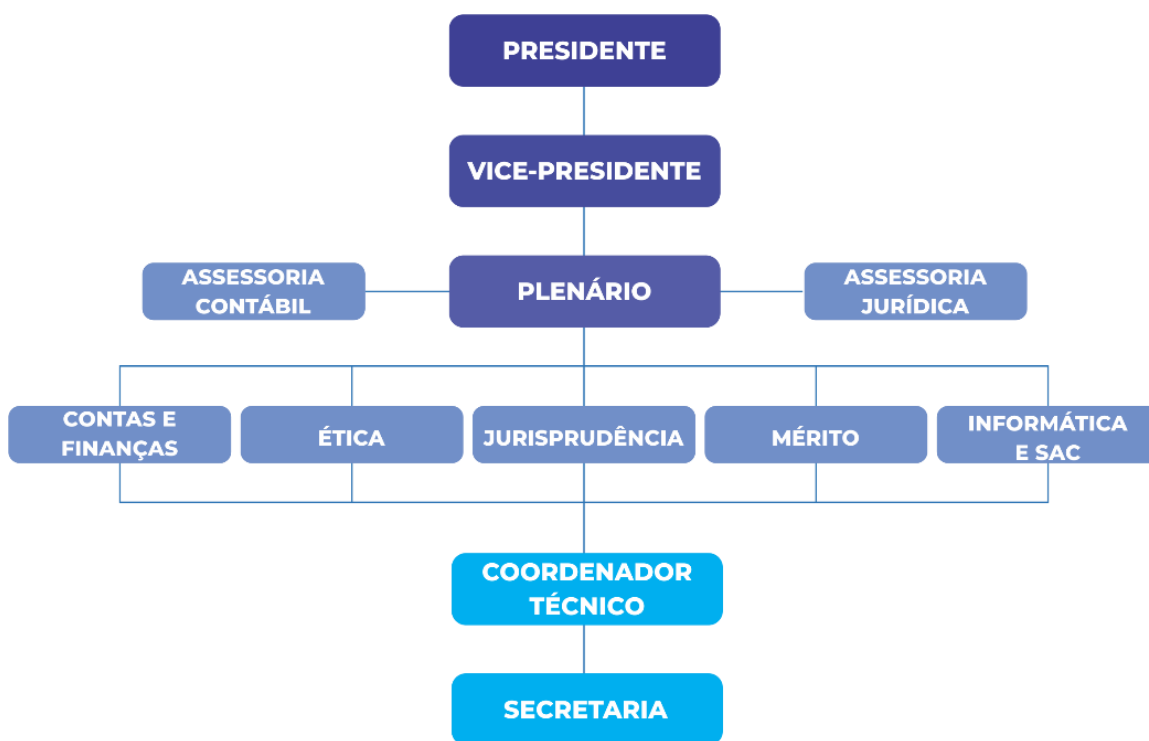 PRESIDENTE
VICE-PRESIDENTE
ASSESSORIA
CONTÁBIL
PLENÁRIO
ASSESSORIA
JURÍDICA
CONTAS E
FINANÇAS
ÉTICA
JURISPRUDÊNCIA
MÉRITO
INFORMÁTICA
E SAC
COORDENADOR
TÉCNICO
SECRETARIA